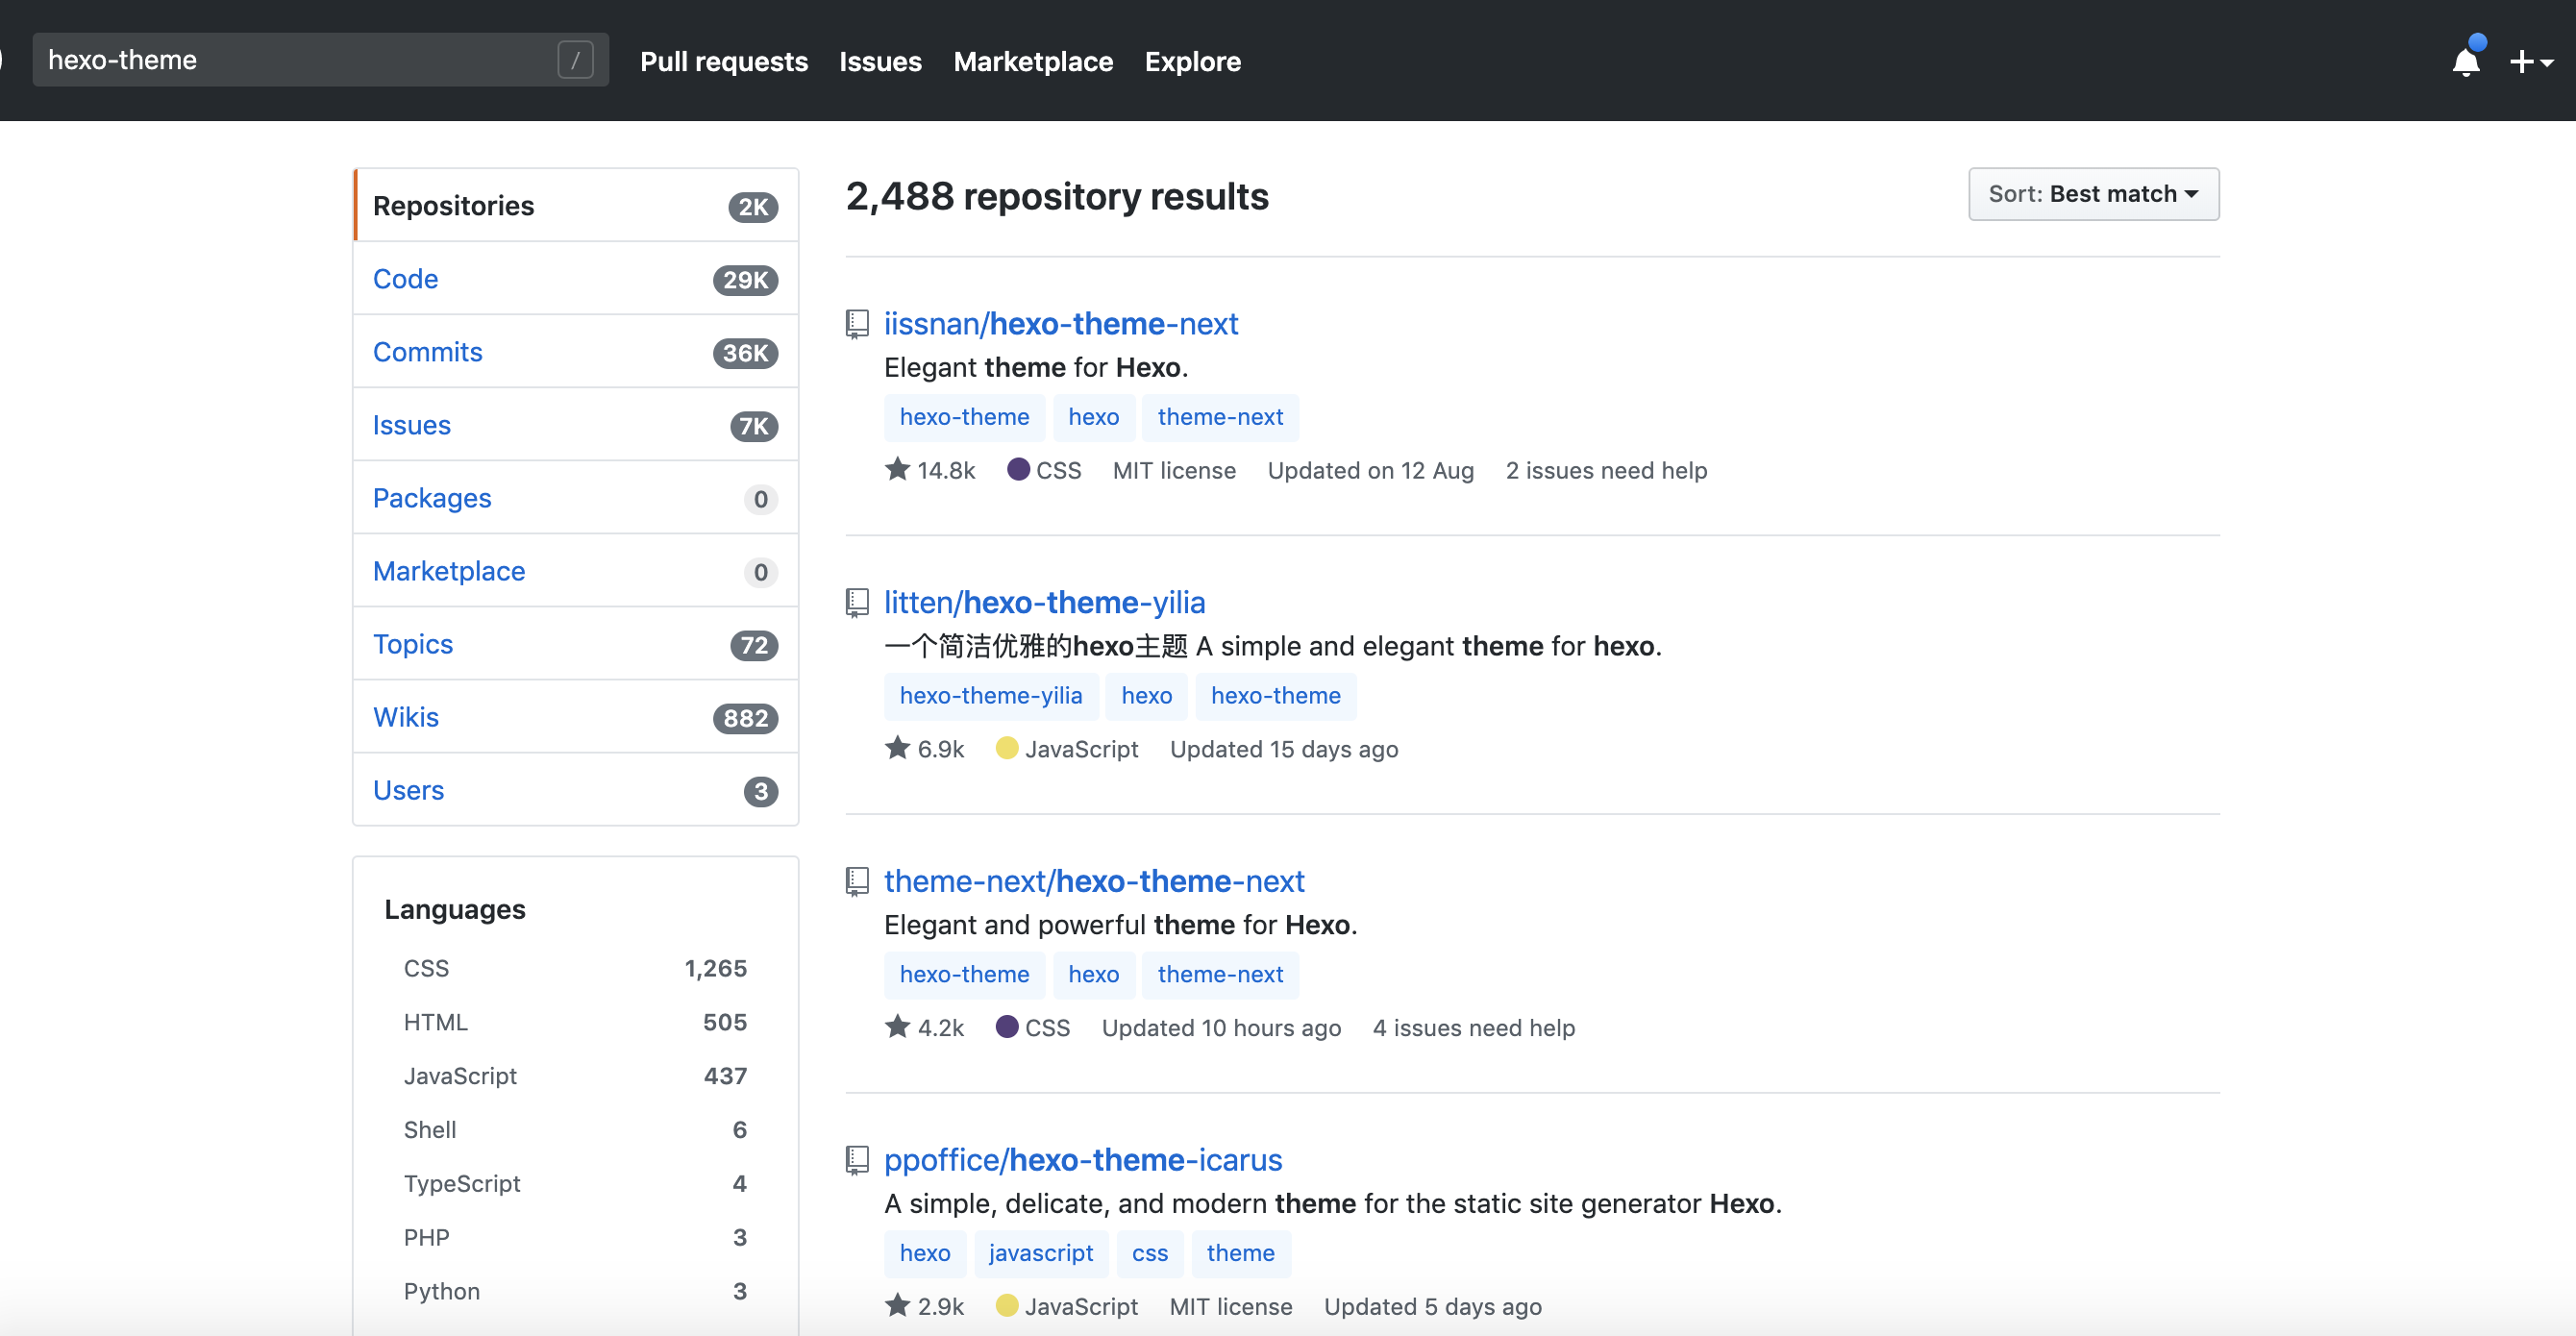 hexo-theme /
Pull requests Issues Marketplace Explore
Repositories 2K
Code 29K
Commits 36K
Issues 7K
Packages 0
Marketplace 0
Topics 72
Wikis 882
Users 3
Languages
CSS 1,265
HTML 505
JavaScript 437
Shell 6
TypeScript 4
PHP 3
Python 3
2,488 repository results
Sort: Best match
iissnan/hexo-theme-next
Elegant theme for Hexo.
hexo-theme hexo theme-next
14.8k CSS MIT license Updated on 12 Aug 2 issues need help
litten/hexo-theme-yilia
一个简洁优雅的hexo主题 A simple and elegant theme for hexo.
hexo-theme-yilia hexo hexo-theme
6.9k JavaScript Updated 15 days ago
theme-next/hexo-theme-next
Elegant and powerful theme for Hexo.
hexo-theme hexo theme-next
4.2k CSS Updated 10 hours ago 4 issues need help
ppoffice/hexo-theme-icarus
A simple, delicate, and modern theme for the static site generator Hexo.
hexo javascript css theme
2.9k JavaScript MIT license Updated 5 days ago